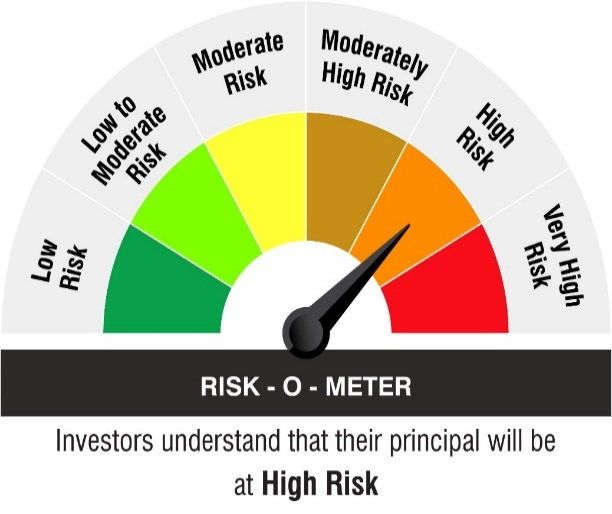 Low
Risk
Low to
Moderate
Risk
Moderate
Risk
Moderately
High Risk
High
Risk
Very High
Risk
RISK - O - METER
Investors understand that their principal will be
at High Risk